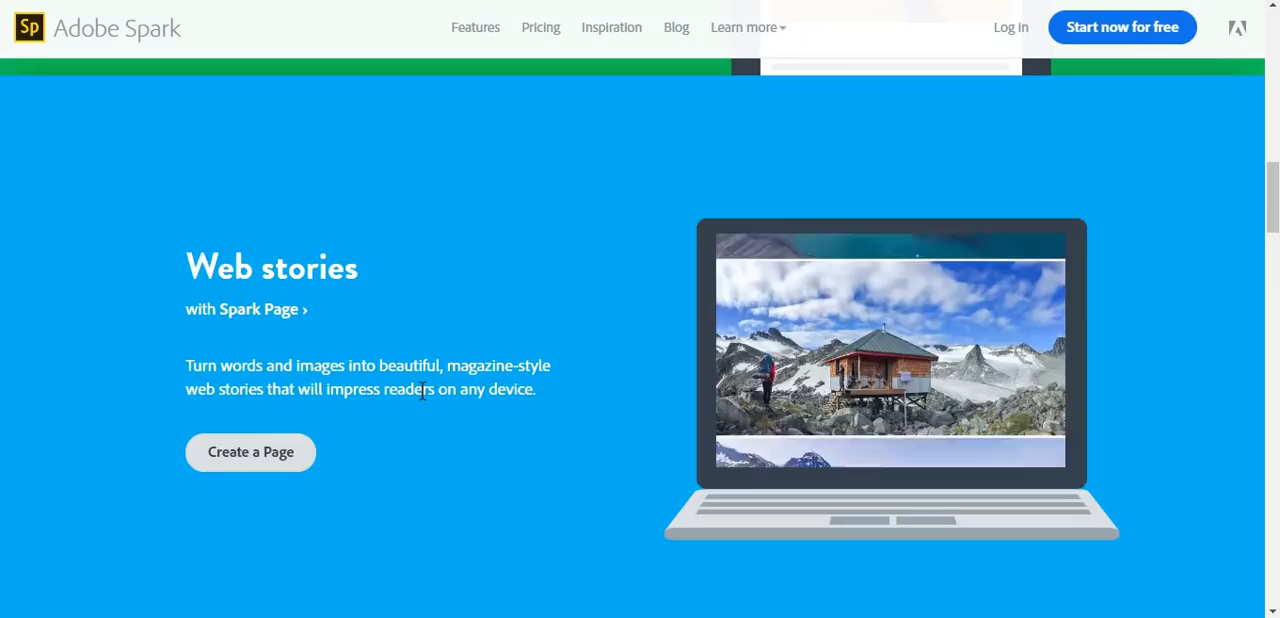 Sp Adobe Spark Features Pricing Inspiration Blog Learn more Log in Start now for free
Web stories
with Spark Page ›
Turn words and images into beautiful, magazine-style
web stories that will impress readers on any device.
Create a Page